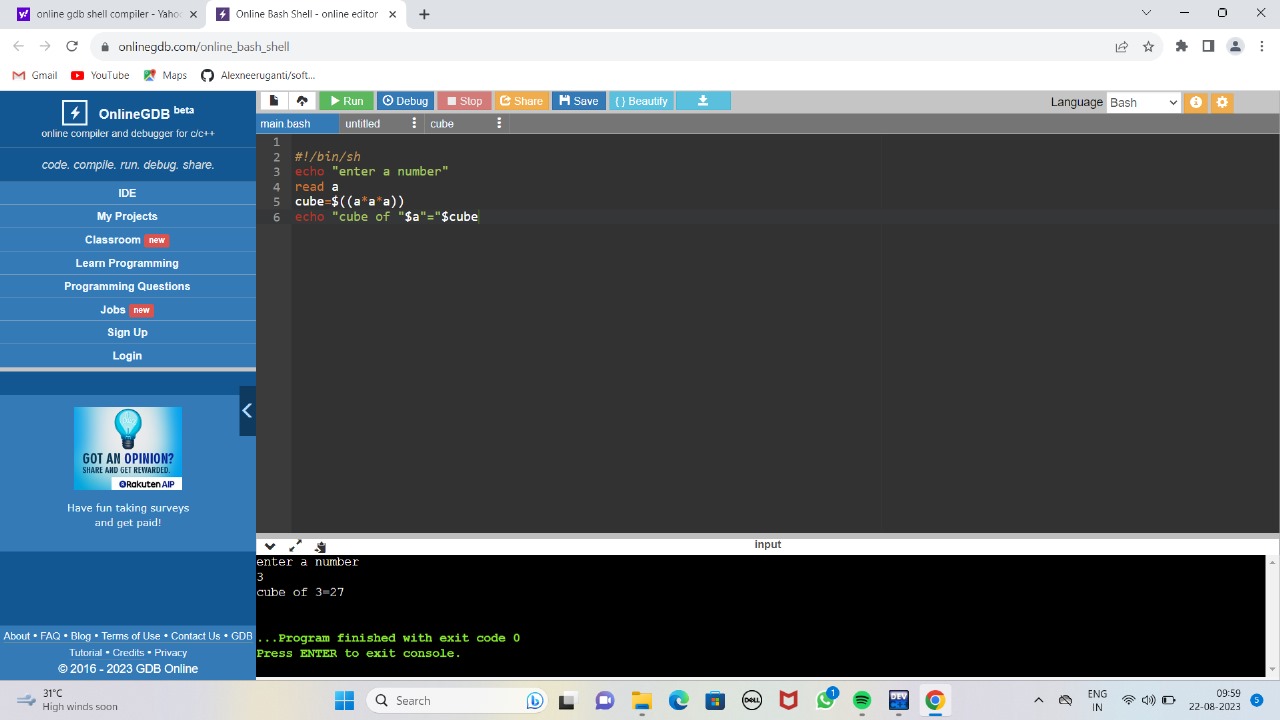 online gdb compiler - Yaho
Online Bash Shell - online editor
onlinegdb.com/online_bash_shell
Gmail
YouTube
Maps
Alexneeruganti/soft...
OnlineGDB beta
online compiler and debugger for c/c++
code. compile. run. debug. share.
IDE
My Projects
Classroom new
Learn Programming
Programming Questions
Jobs new
Sign Up
Login
GOT AN OPINION?
SHARE AND GET REWARDED.
Rakuten AIP
Have fun taking surveys
and get paid!
About • FAQ • Blog • Terms of Use • Contact Us • GDB
Tutorial • Credits • Privacy
© 2016 - 2023 GDB Online
Run
Debug
Stop
Share
Save
{ } Beautify
Language Bash
main.bash
untitled
cube
1
2 #!/bin/sh
3 echo "enter a number"
4 read a
5 cube=$((a*a*a))
6 echo "cube of "$a"="$cube
input
enter a number
3
cube of 3=27
...Program finished with exit code 0
Press ENTER to exit console.
31°C
High winds soon
Search
DELL
1
DEV
ENG
IN
09:59
22-08-2023
5